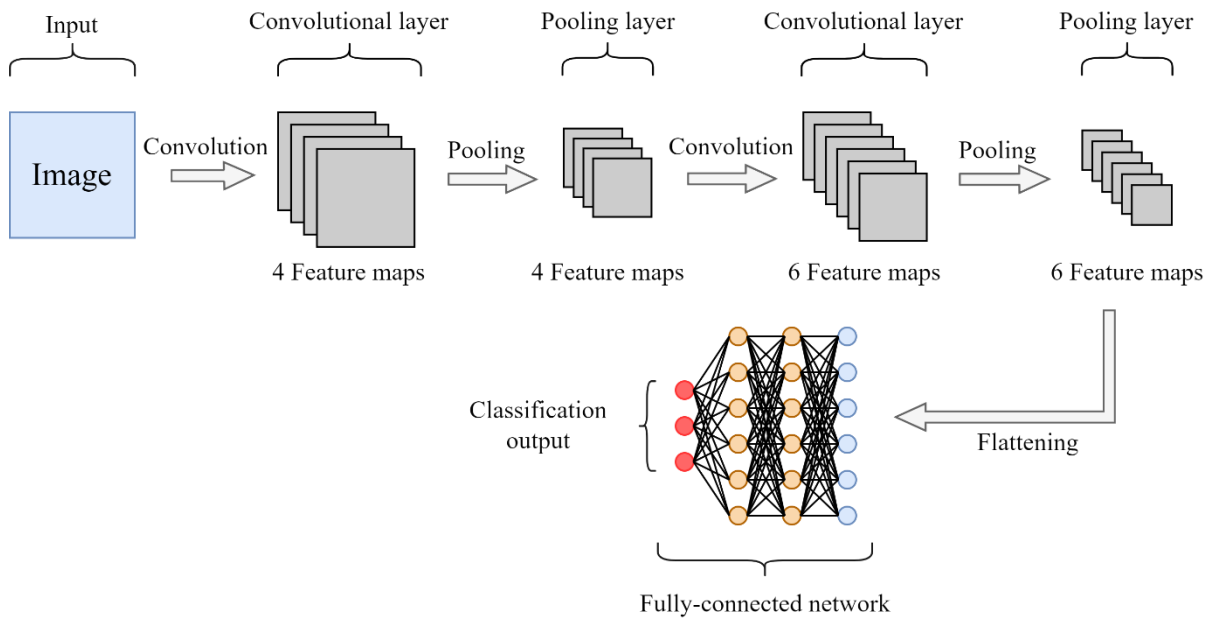 Input
Convolutional layer
Pooling layer
Convolutional layer
Pooling layer
Image
Convolution
Pooling
Convolution
Pooling
4 Feature maps
4 Feature maps
6 Feature maps
6 Feature maps
Classification
output
Flattening
Fully-connected network